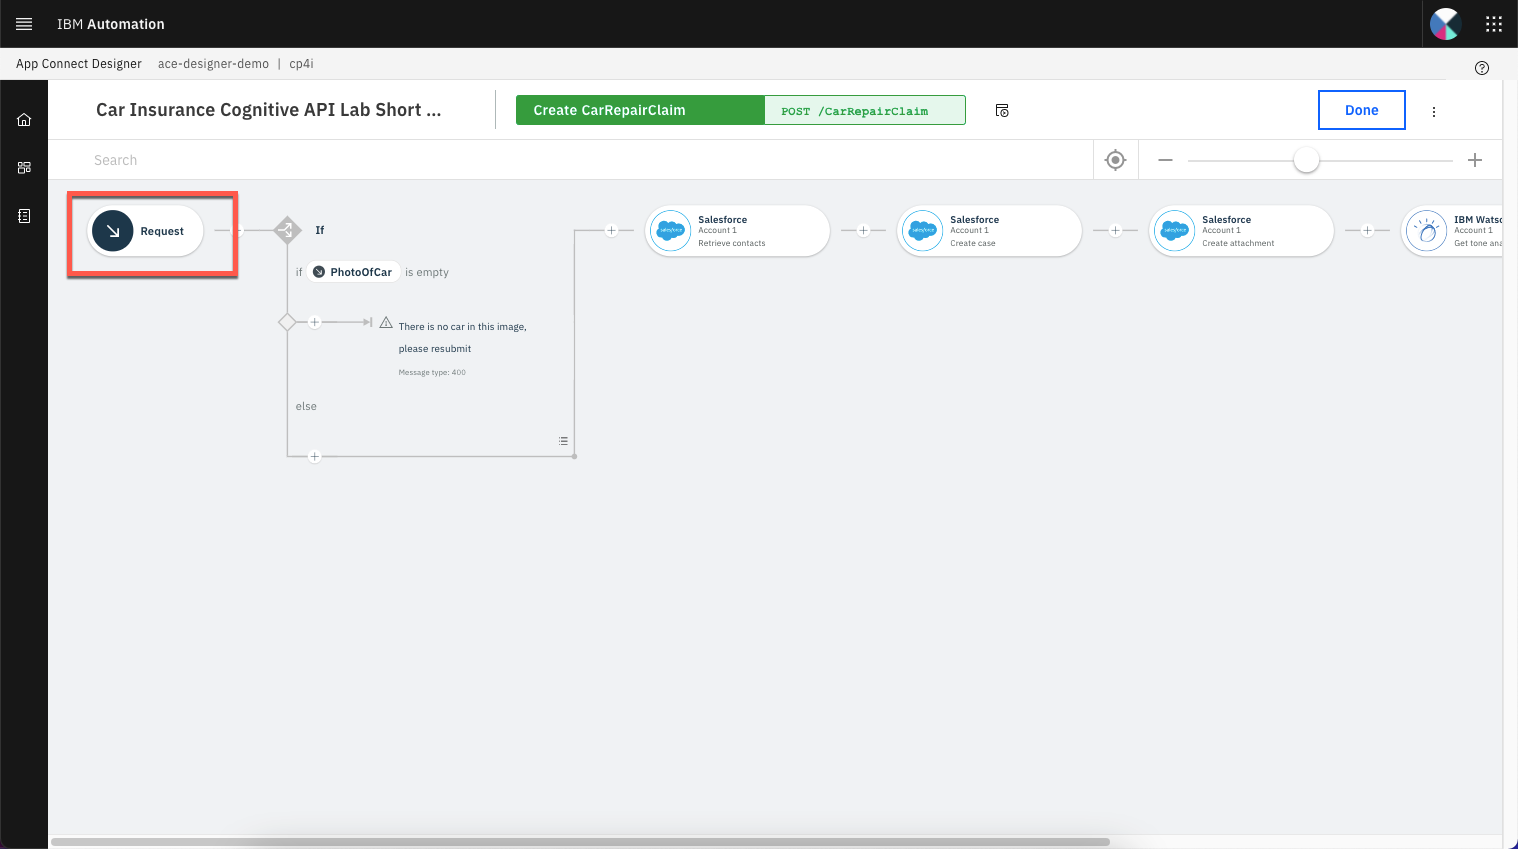 IBM Automation
App Connect Designer ace-designer-demo | cp4i
Car Insurance Cognitive API Lab Short ...
Create CarRepairClaim
POST /CarRepairClaim
Done
Search
Request
If
if PhotoOfCar is empty
There is no car in this image,
please resubmit
Message type: 400
else
salesforce
Salesforce
Account 1
Retrieve contacts
salesforce
Salesforce
Account 1
Create case
salesforce
Salesforce
Account 1
Create attachment
IBM Watso
Account 1
Get tone ana